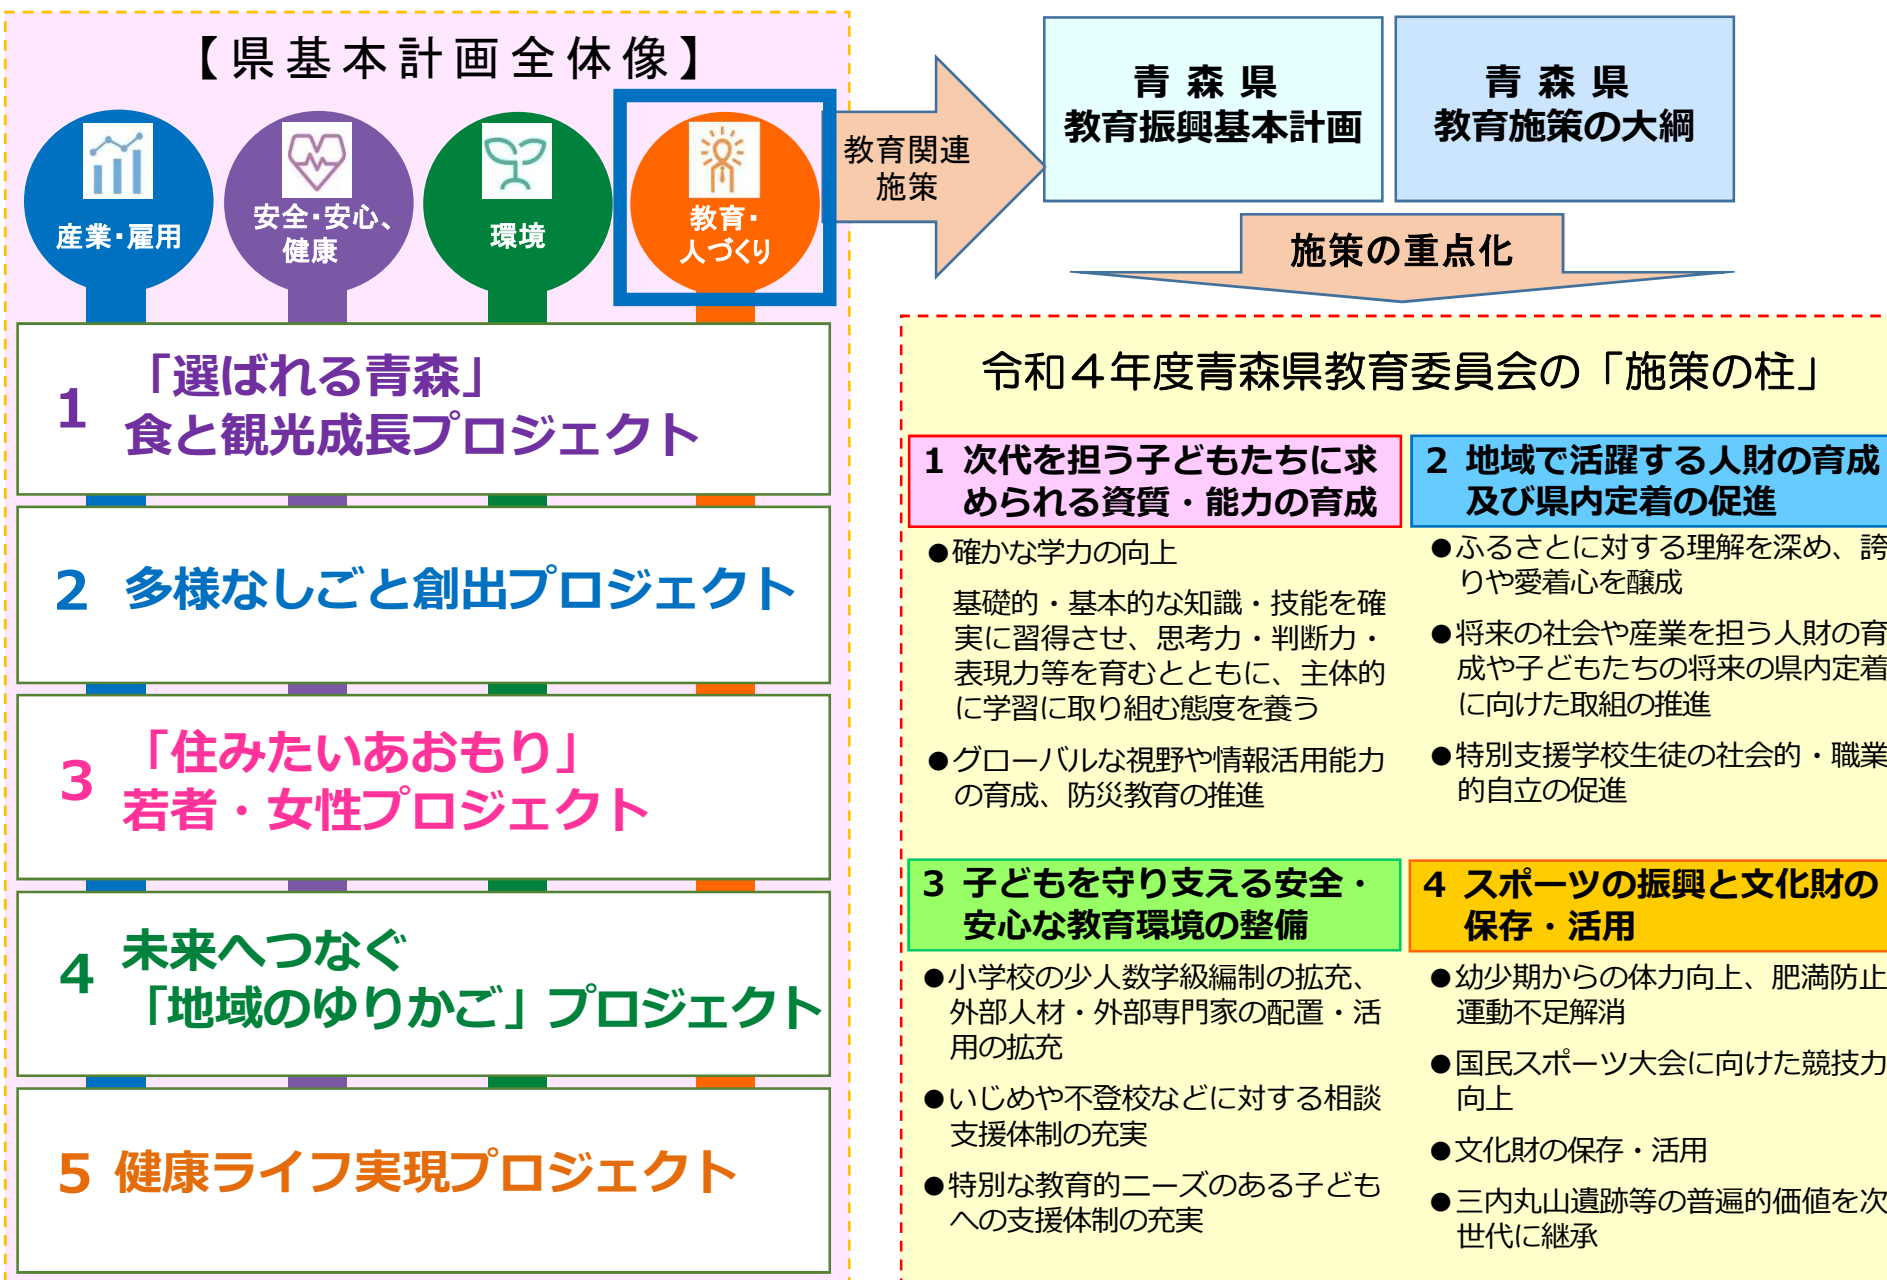 【県基本計画全体像】
産業・雇用
安全・安心、
健康
環境
教育・
人づくり
教育関連
施策
青森県
教育振興基本計画
青森県
教育施策の大綱
施策の重点化
1 「選ばれる青森」
食と観光成長プロジェクト
2 多様なしごと創出プロジェクト
3 「住みたいあおもり」
若者・女性プロジェクト
4 未来へつなぐ
「地域のゆりかご」プロジェクト
5 健康ライフ実現プロジェクト
令和4年度青森県教育委員会の「施策の柱」
1 次代を担う子どもたちに求
められる資質・能力の育成
●確かな学力の向上
基礎的・基本的な知識・技能を確
実に習得させ、思考力・判断力・
表現力等を育むとともに、主体的
に学習に取り組む態度を養う
●グローバルな視野や情報活用能力
の育成、防災教育の推進
2 地域で活躍する人財の育成
及び県内定着の促進
●ふるさとに対する理解を深め、誇
りや愛着心を醸成
●将来の社会や産業を担う人財の育
成や子どもたちの将来の県内定着
に向けた取組の推進
●特別支援学校生徒の社会的・職業
的自立の促進
3 子どもを守り支える安全・
安心な教育環境の整備
●小学校の少人数学級編制の拡充、
外部人材・外部専門家の配置・活
用の拡充
●いじめや不登校などに対する相談
支援体制の充実
●特別な教育的ニーズのある子ども
への支援体制の充実
4 スポーツの振興と文化財の
保存・活用
●幼少期からの体力向上、肥満防止
運動不足解消
●国民スポーツ大会に向けた競技力
向上
●文化財の保存・活用
●三内丸山遺跡等の普遍的価値を次
世代に継承